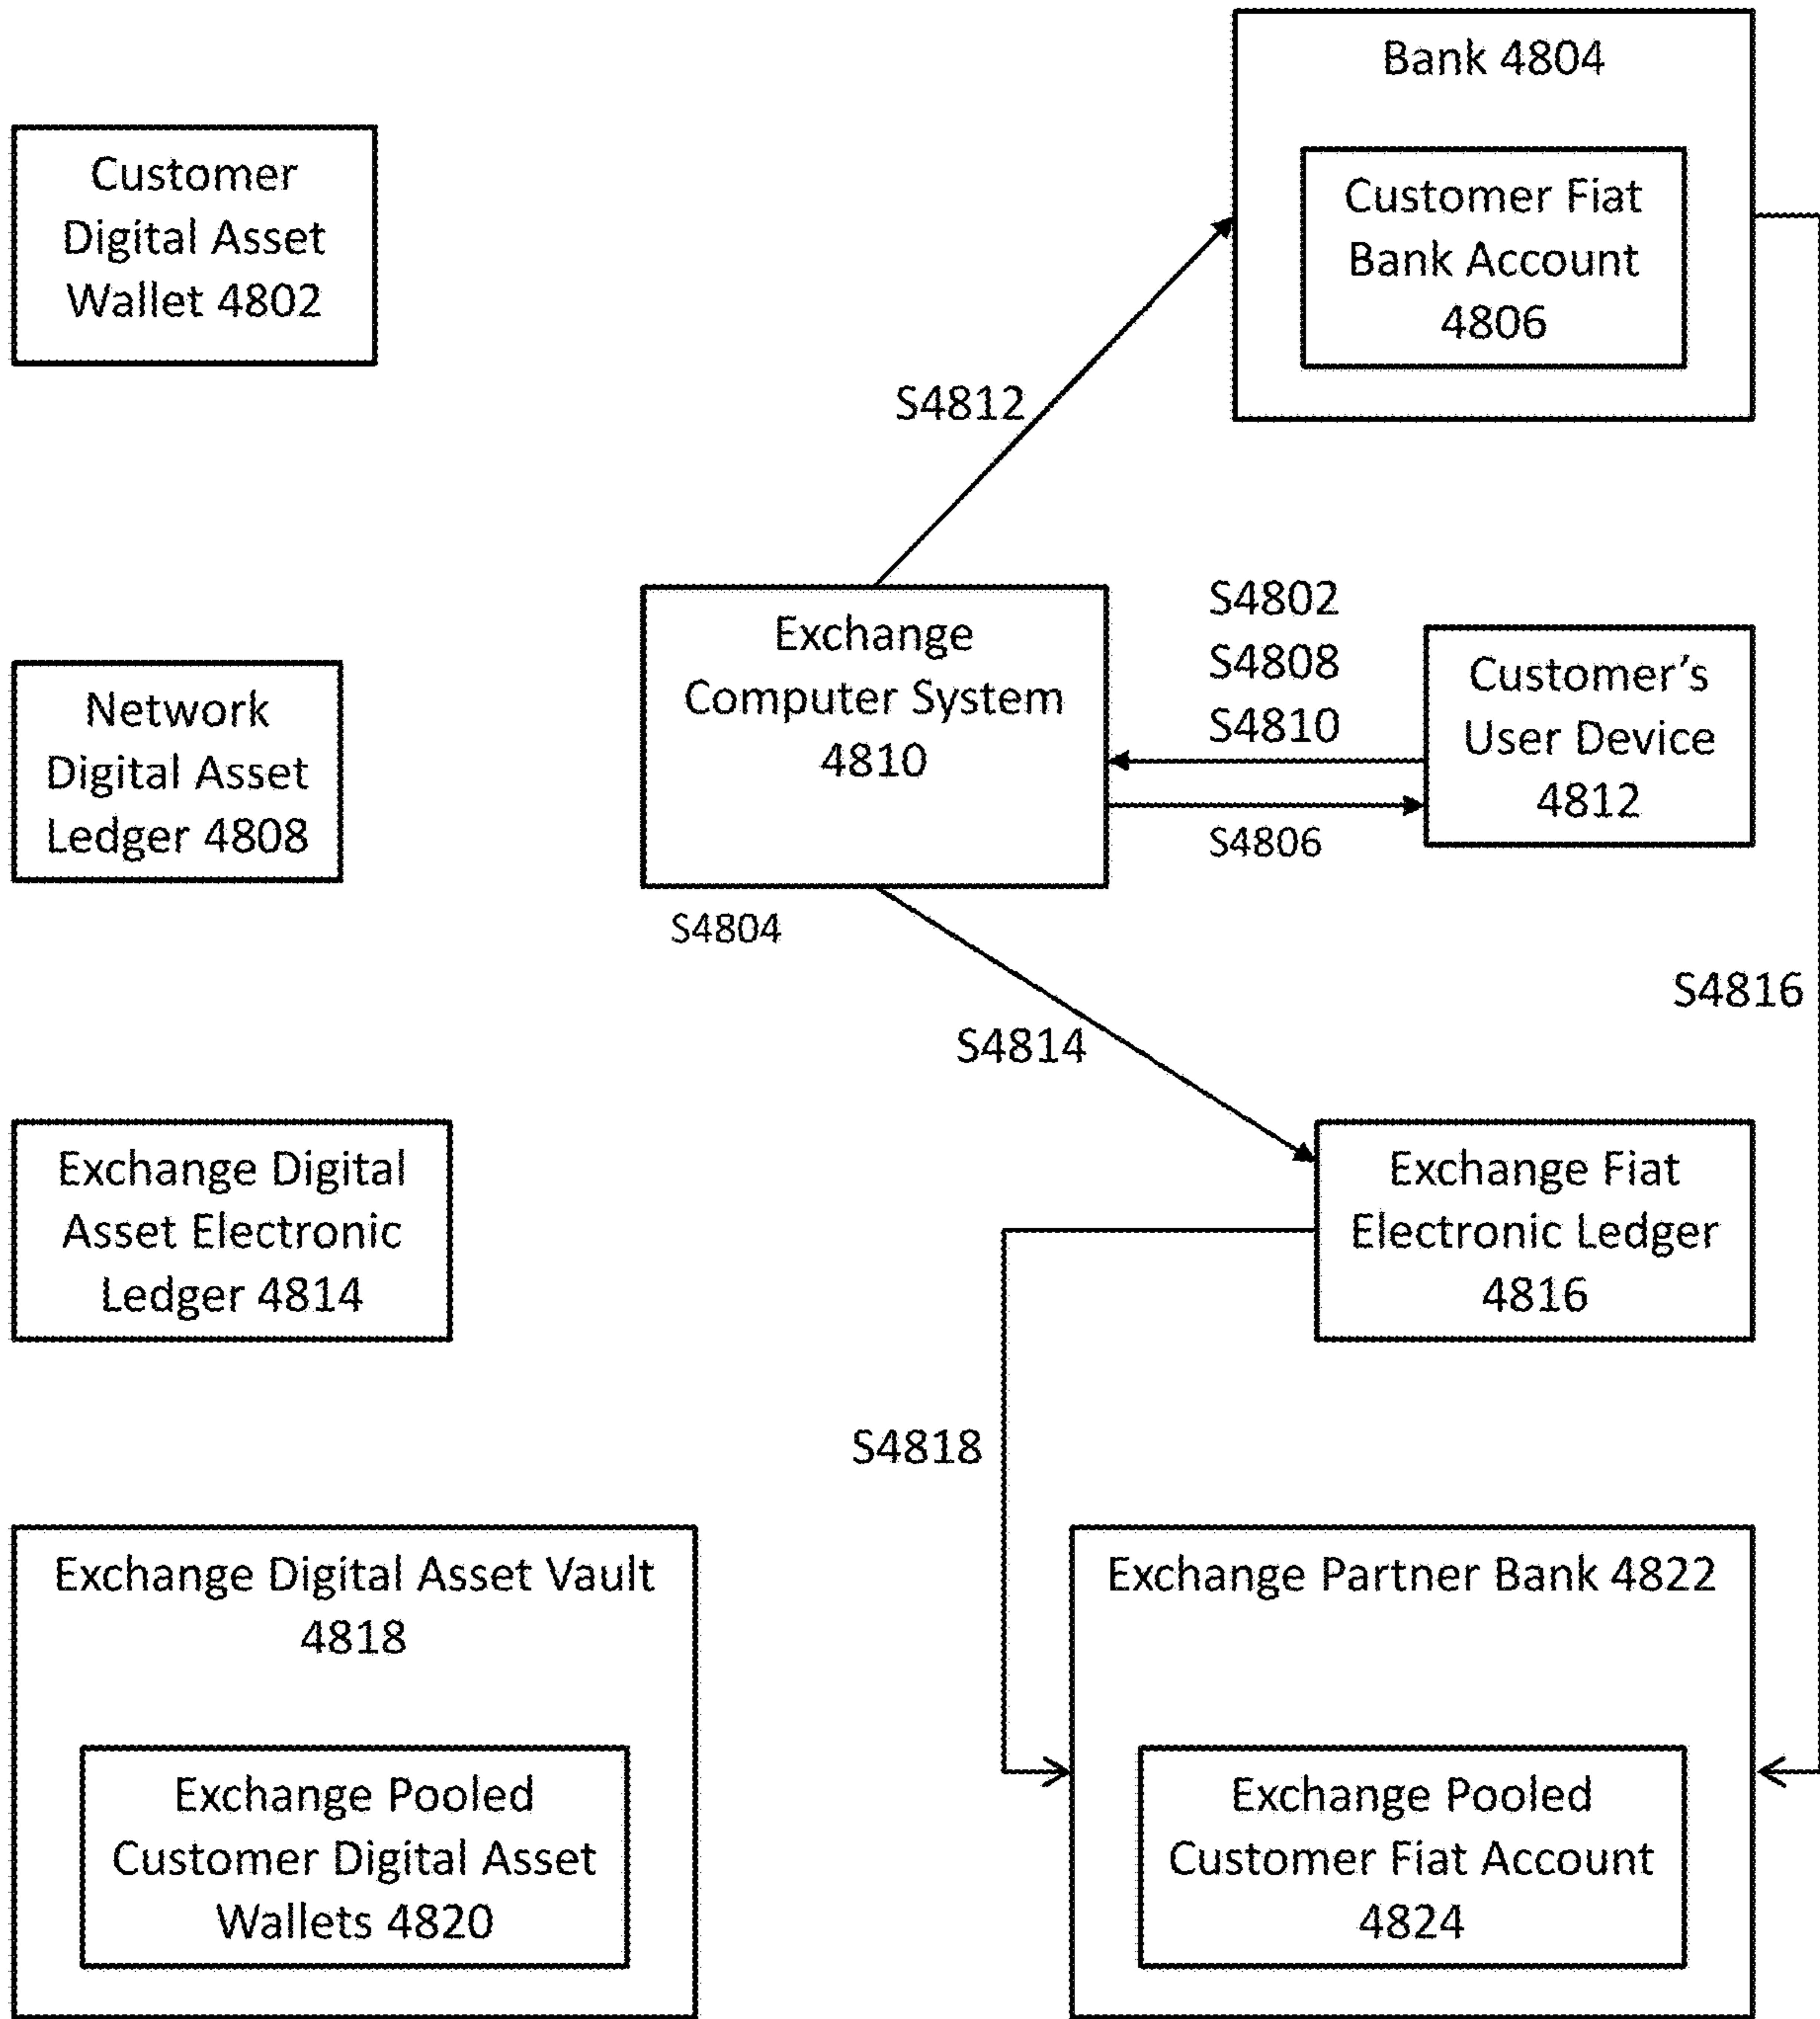 Bank 4804
Customer
Digital Asset
Wallet 4802
Customer Fiat
Bank Account
4806
S4812
Network
Digital Asset
Ledger 4808
Exchange
Computer System
4810
S4802
S4808
S4810
S4806
Customer's
User Device
4812
S4804
S4816
S4814
Exchange Digital
Asset Electronic
Ledger 4814
Exchange Fiat
Electronic Ledger
4816
S4818
Exchange Digital Asset Vault
4818
Exchange Pooled
Customer Digital Asset
Wallets 4820
Exchange Partner Bank 4822
Exchange Pooled
Customer Fiat Account
4824